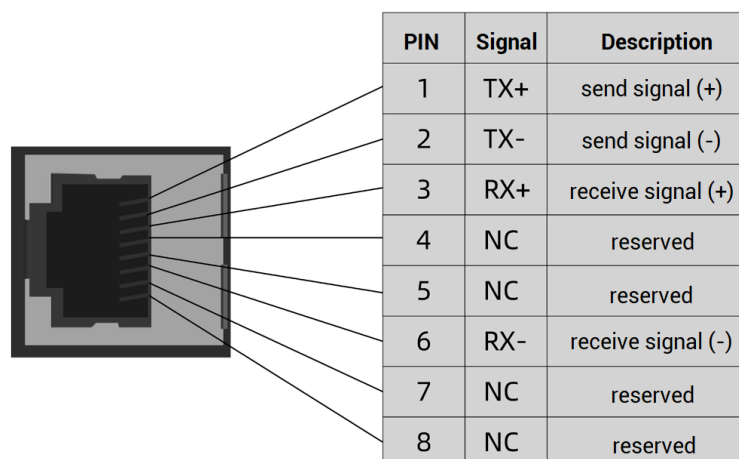 PIN Signal Description
1 TX+ send signal (+)
2 TX- send signal (-)
3 RX+ receive signal (+)
4 NC reserved
5 NC reserved
6 RX- receive signal (-)
7 NC reserved
8 NC reserved